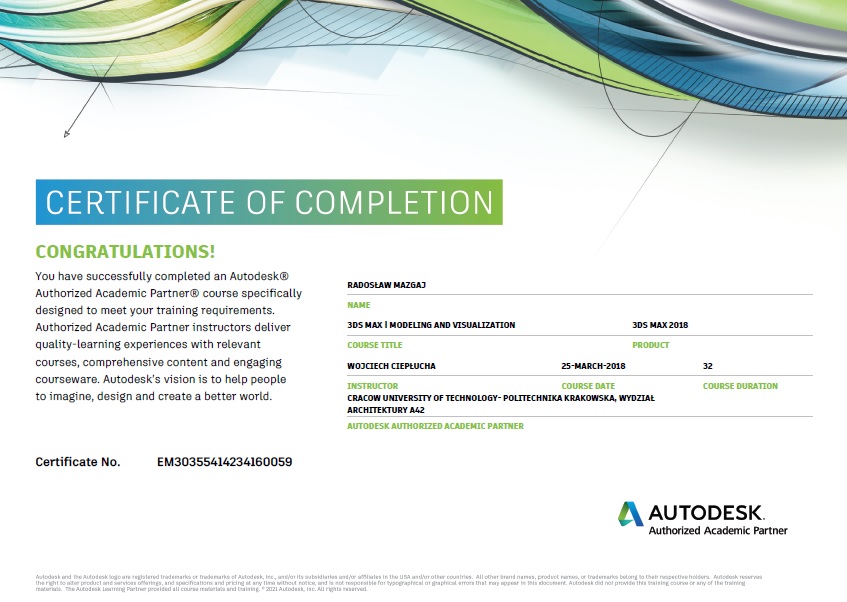 CERTIFICATE OF COMPLETION
CONGRATULATIONS!
You have successfully completed an Autodesk®
Authorized Academic Partner® course specifically
designed to meet your training requirements.
Authorized Academic Partner instructors deliver
quality-learning experiences with relevant
courses, comprehensive content and engaging
courseware. Autodesk's vision is to help people
to imagine, design and create a better world.
Certificate No. EM30355414234160059
RADOSŁAW MAZGAJ
NAME
3DS MAX | MODELING AND VISUALIZATION 3DS MAX 2018
COURSE TITLE PRODUCT
WOJCIECH CIEPŁUCHA 25-MARCH-2018 32
INSTRUCTOR COURSE DATE COURSE DURATION
CRACOW UNIVERSITY OF TECHNOLOGY- POLITECHNIKA KRAKOWSKA, WYDZIAŁ
ARCHITEKTURY A42
AUTODESK AUTHORIZED ACADEMIC PARTNER
AUTODESK.
Authorized Academic Partner
Autodesk and the Autodesk logo are registered trademarks or trademarks of Autodesk, Inc., and/or its subsidiaries and/or affiliates in the USA and/or other countries. All other brand names, product names, or trademarks belong to their respective holders. Autodesk reserves
the right to alter product and services offerings, and specifications and pricing at any time without notice, and is not responsible for typographical or graphical errors that may appear in this document. Autodesk did not provide this training course or any of the training
materials. The Autodesk Learning Partner provided all course materials and training. © 2021 Autodesk, Inc. All rights reserved.